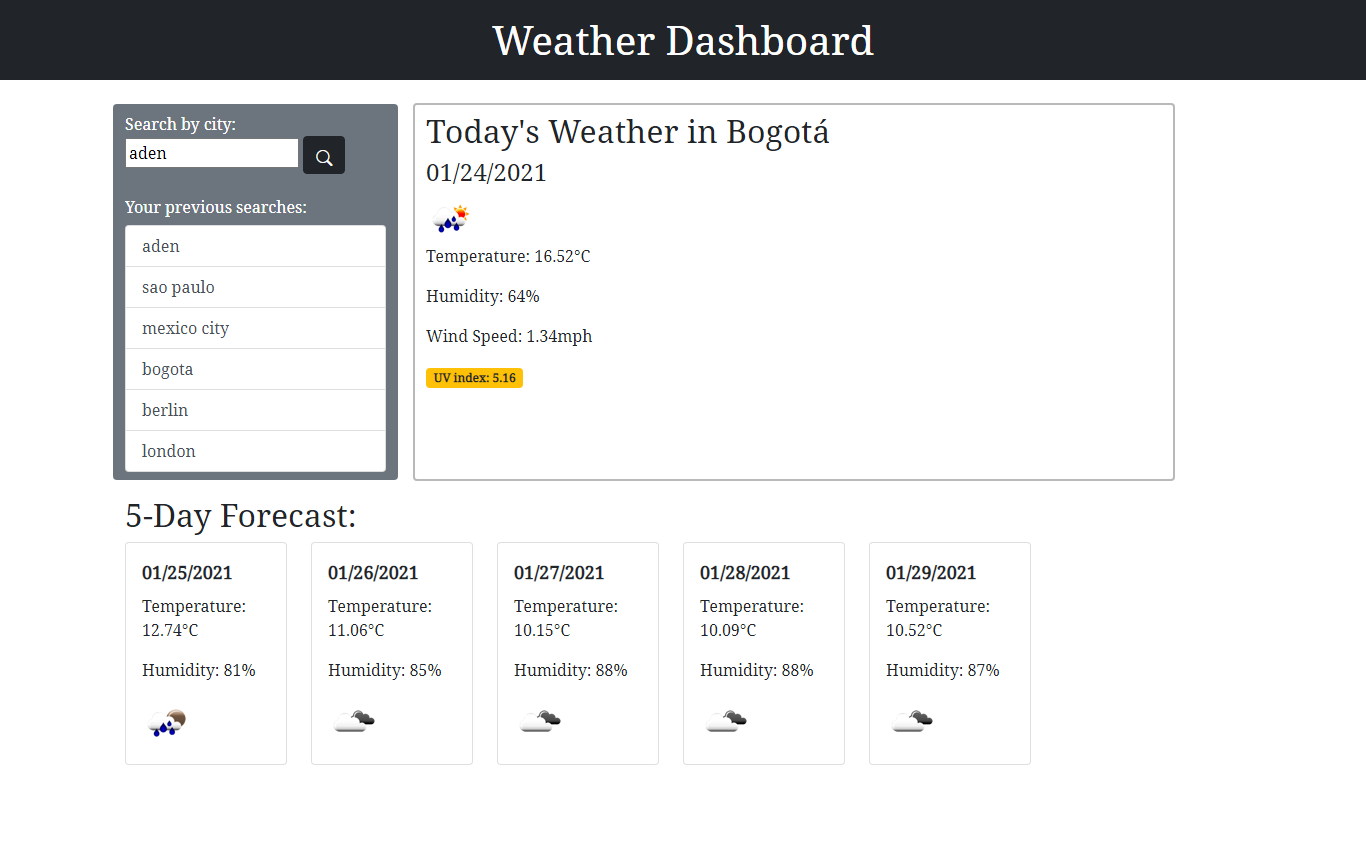 Weather Dashboard
Search by city:
aden
Your previous searches:
aden
sao paulo
mexico city
bogota
berlin
london
Today's Weather in Bogotá
01/24/2021
Temperature: 16.52°C
Humidity: 64%
Wind Speed: 1.34mph
UV index: 5.16
5-Day Forecast:
01/25/2021
Temperature:
12.74°C
Humidity: 81%
01/26/2021
Temperature:
11.06°C
Humidity: 85%
01/27/2021
Temperature:
10.15°C
Humidity: 88%
01/28/2021
Temperature:
10.09°C
Humidity: 88%
01/29/2021
Temperature:
10.52°C
Humidity: 87%